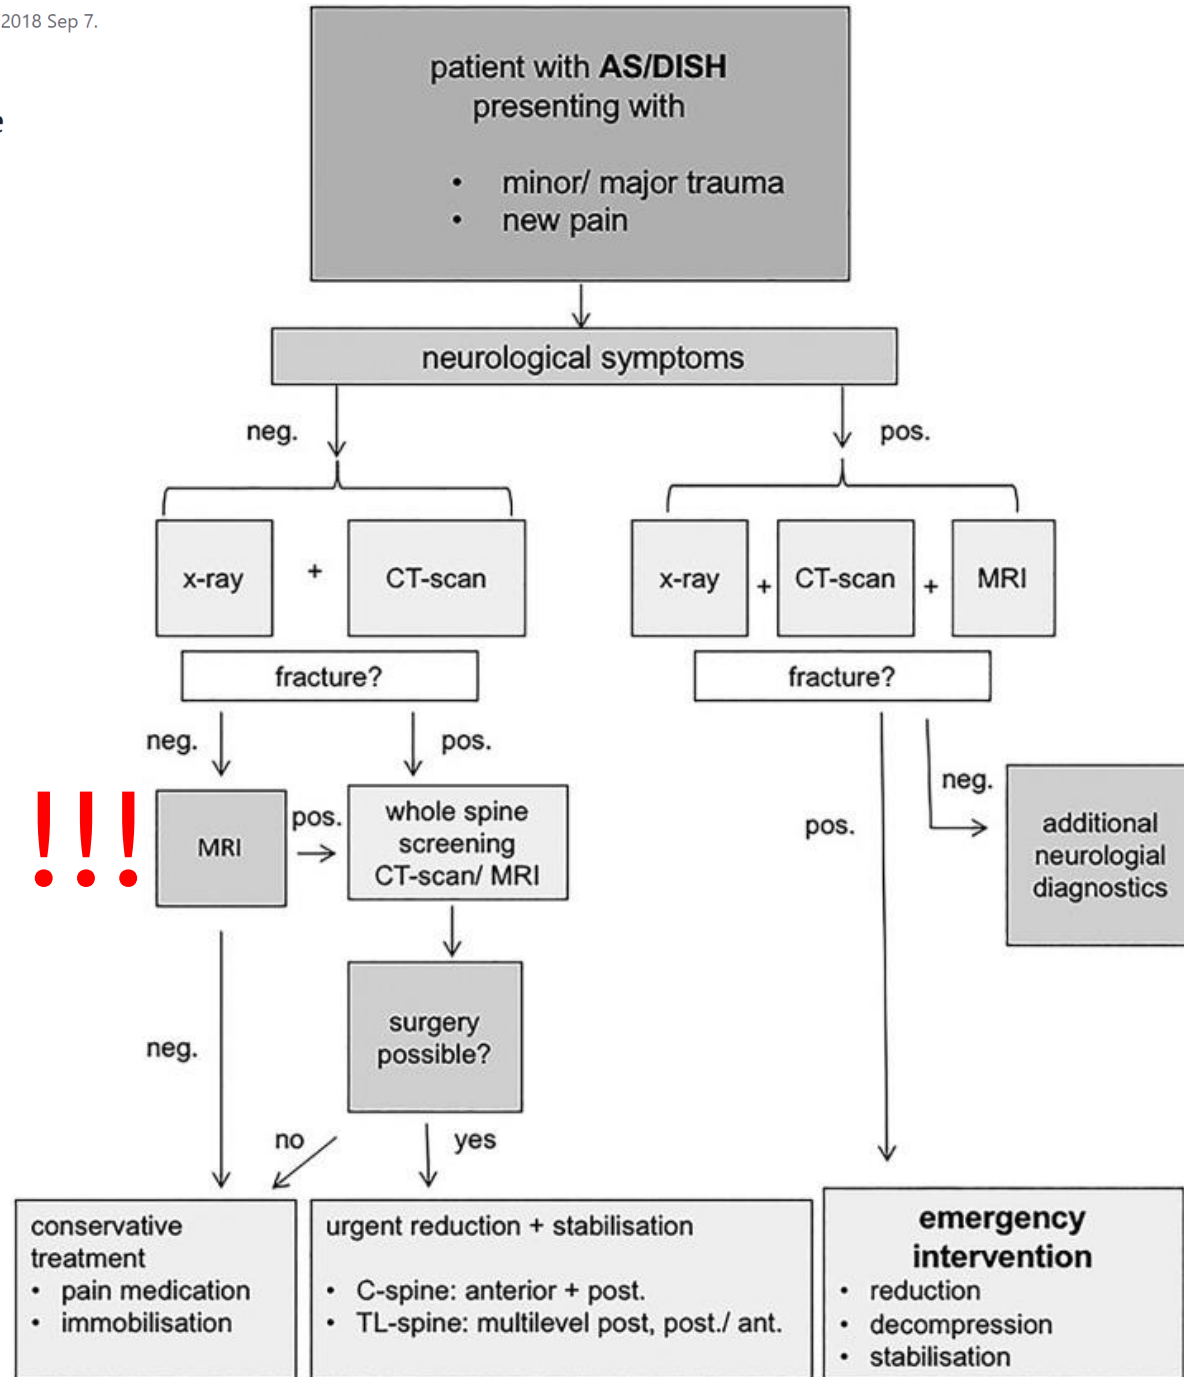 2018 Sep 7.
e
patient with AS/DISH
presenting with
• minor/ major trauma
• new pain
neurological symptoms
neg.
pos.
x-ray
+
CT-scan
x-ray
+
CT-scan
+
MRI
fracture?
fracture?
neg.
pos.
!!!
MRI
pos.
whole spine
screening
CT-scan/ MRI
pos.
neg.
additional
neurologial
diagnostics
surgery
possible?
neg.
no
yes
conservative
treatment
• pain medication
• immobilisation
urgent reduction + stabilisation
• C-spine: anterior + post.
• TL-spine: multilevel post, post./ ant.
emergency
intervention
• reduction
• decompression
• stabilisation